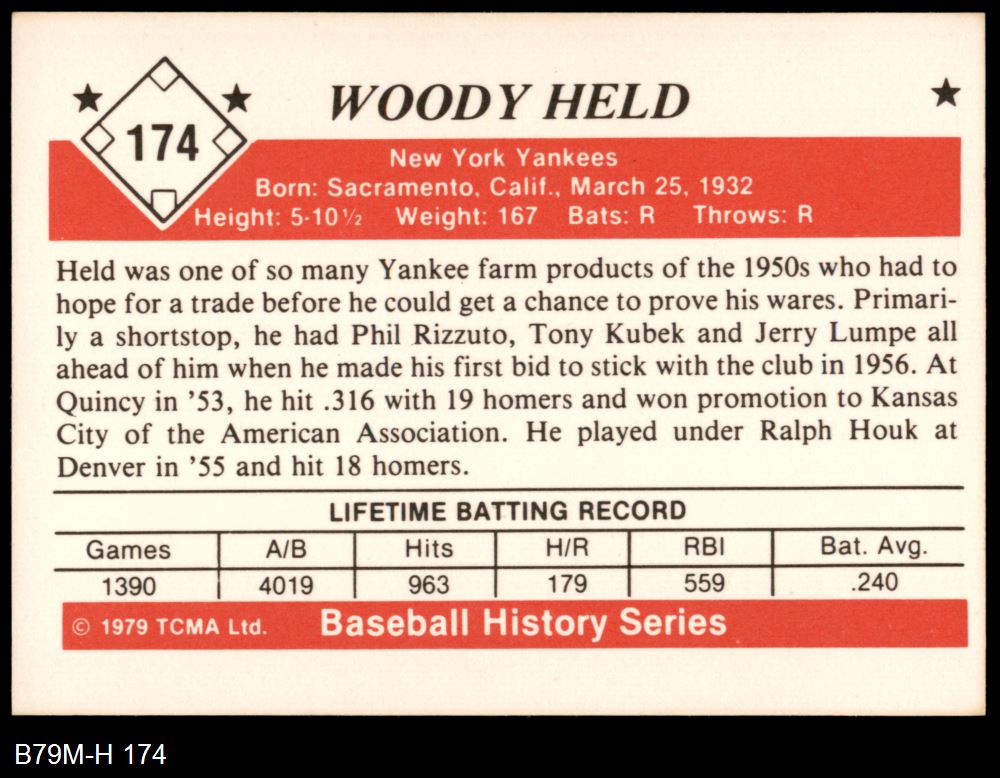 174
WOODY HELD
New York Yankees
Born: Sacramento, Calif., March 25, 1932
Height: 5-10½ Weight: 167 Bats: R Throws: R
Held was one of so many Yankee farm products of the 1950s who had to
hope for a trade before he could get a chance to prove his wares. Primari-
ly a shortstop, he had Phil Rizzuto, Tony Kubek and Jerry Lumpe all
ahead of him when he made his first bid to stick with the club in 1956. At
Quincy in ’53, he hit .316 with 19 homers and won promotion to Kansas
City of the American Association. He played under Ralph Houk at
Denver in ’55 and hit 18 homers.
LIFETIME BATTING RECORD
Games A/B Hits H/R RBI Bat. Avg.
1390 4019 963 179 559 .240
© 1979 TCMA Ltd. Baseball History Series
B79M-H 174